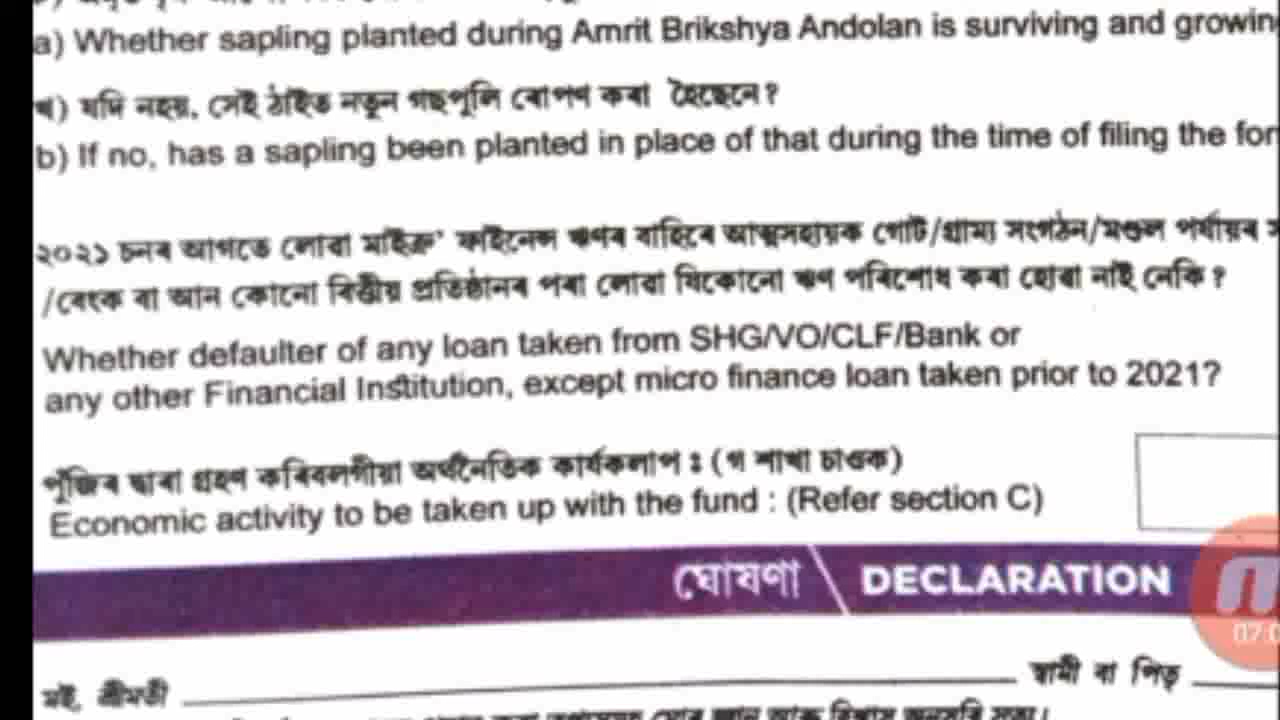 a) Whether sapling planted during Amrit Brikshya Andolan is surviving and growing
খ) যদি নহয়, সেই ঠাইত নতুন গছপুলি ৰোপণ কৰা হৈছেনে?
b) If no, has a sapling been planted in place of that during the time of filing the for
২০২১ চনৰ আগতে লোৱা মাইক্ৰ' ফাইনেন্স ঋণৰ বাহিৰে আত্মসহায়ক গোট/গ্ৰাম্য সংগঠন/মণ্ডল পৰ্যায়ৰ
/বেংক বা আন কোনো বিত্তীয় প্ৰতিষ্ঠানৰ পৰা লোৱা যিকোনো ঋণ পৰিশোধ কৰা হোৱা নাই নেকি ?
Whether defaulter of any loan taken from SHG/VO/CLF/Bank or
any other Financial Institution, except micro finance loan taken prior to 2021?
পুঁজিৰ দ্বাৰা গ্ৰহণ কৰিবলগীয়া অৰ্থনৈতিক কাৰ্যকলাপ : (গ শাখা চাওক)
Economic activity to be taken up with the fund : (Refer section C)
ঘোষণা \ DECLARATION
07:0
মই, শ্ৰীমতী ____________ স্বামী বা পিতৃ ____